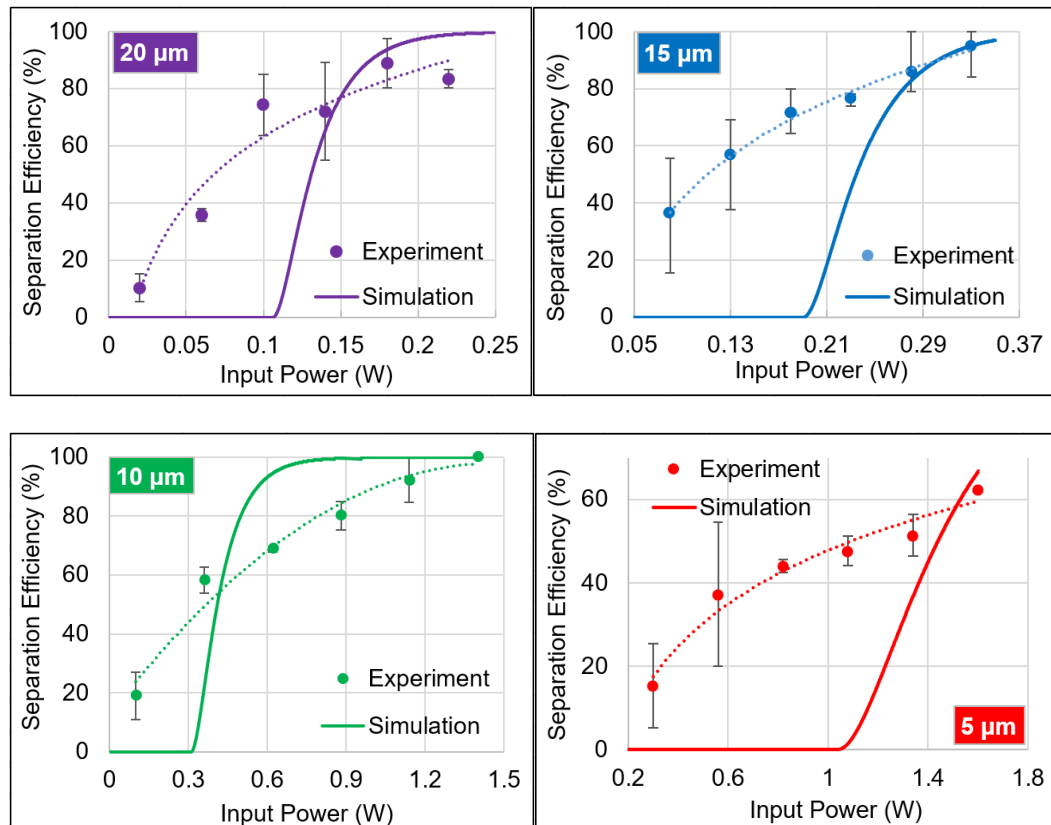 20 µm
Separation Efficiency (%)
100
80
60
40
20
0
Experiment
Simulation
0 0.05 0.1 0.15 0.2 0.25
Input Power (W)
15 µm
Separation Efficiency (%)
100
80
60
40
20
0
Experiment
Simulation
0.05 0.13 0.21 0.29 0.37
Input Power (W)
10 µm
Separation Efficiency (%)
100
80
60
40
20
0
Experiment
Simulation
0 0.3 0.6 0.9 1.2 1.5
Input Power (W)
Separation Efficiency (%)
Experiment
Simulation
60
40
20
0
5 µm
0.2 0.6 1 1.4 1.8
Input Power (W)